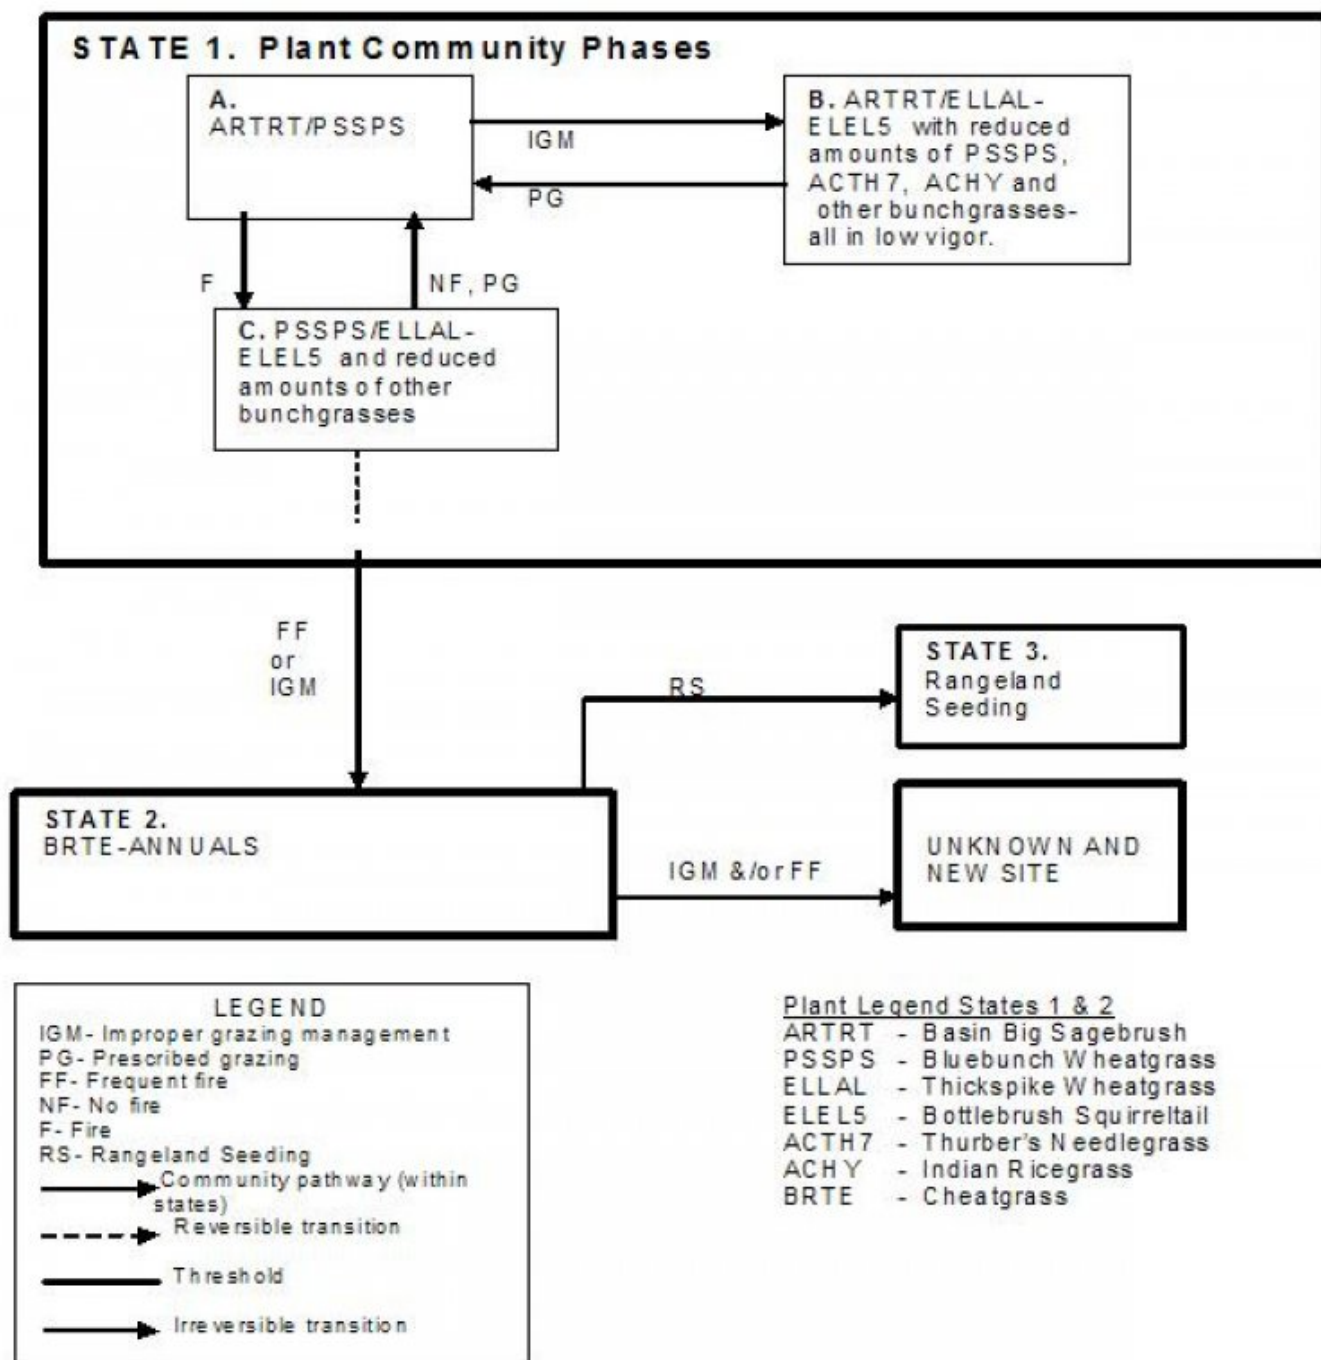 STATE 1. Plant Community Phases
A.
ARTRT/PSSPS
IGM
PG
B. ARTRT/ELLAL-
ELEL5 with reduced
amounts of PSSPS,
ACTH7, ACHY and
other bunchgrasses-
all in low vigor.
F
NF, PG
C. PSSPS/ELLAL-
ELEL5 and reduced
amounts of other
bunchgrasses
FF
or
IGM
RS
STATE 3.
Rangeland
Seeding
STATE 2.
BRTE-ANNUALS
IGM &/or FF
UNKNOWN AND
NEW SITE
LEGEND
IGM- Improper grazing management
PG- Prescribed grazing
FF- Frequent fire
NF- No fire
F- Fire
RS- Rangeland Seeding
Community pathway (within
states)
Reversible transition
Threshold
Irreversible transition
Plant Legend States 1 & 2
ARTRT - Basin Big Sagebrush
PSSPS - Bluebunch Wheatgrass
ELLAL - Thickspike Wheatgrass
ELEL5 - Bottlebrush Squirreltail
ACTH7 - Thurber's Needlegrass
ACHY - Indian Ricegrass
BRTE - Cheatgrass